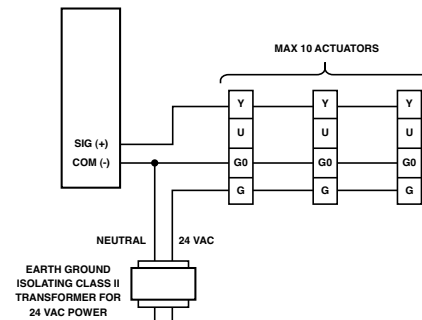 MAX 10 ACTUATORS
Y Y Y
U U U
SIG (+)
COM (-) G0 G0 G0
G G G
NEUTRAL 24 VAC
EARTH GROUND
ISOLATING CLASS II
TRANSFORMER FOR
24 VAC POWER